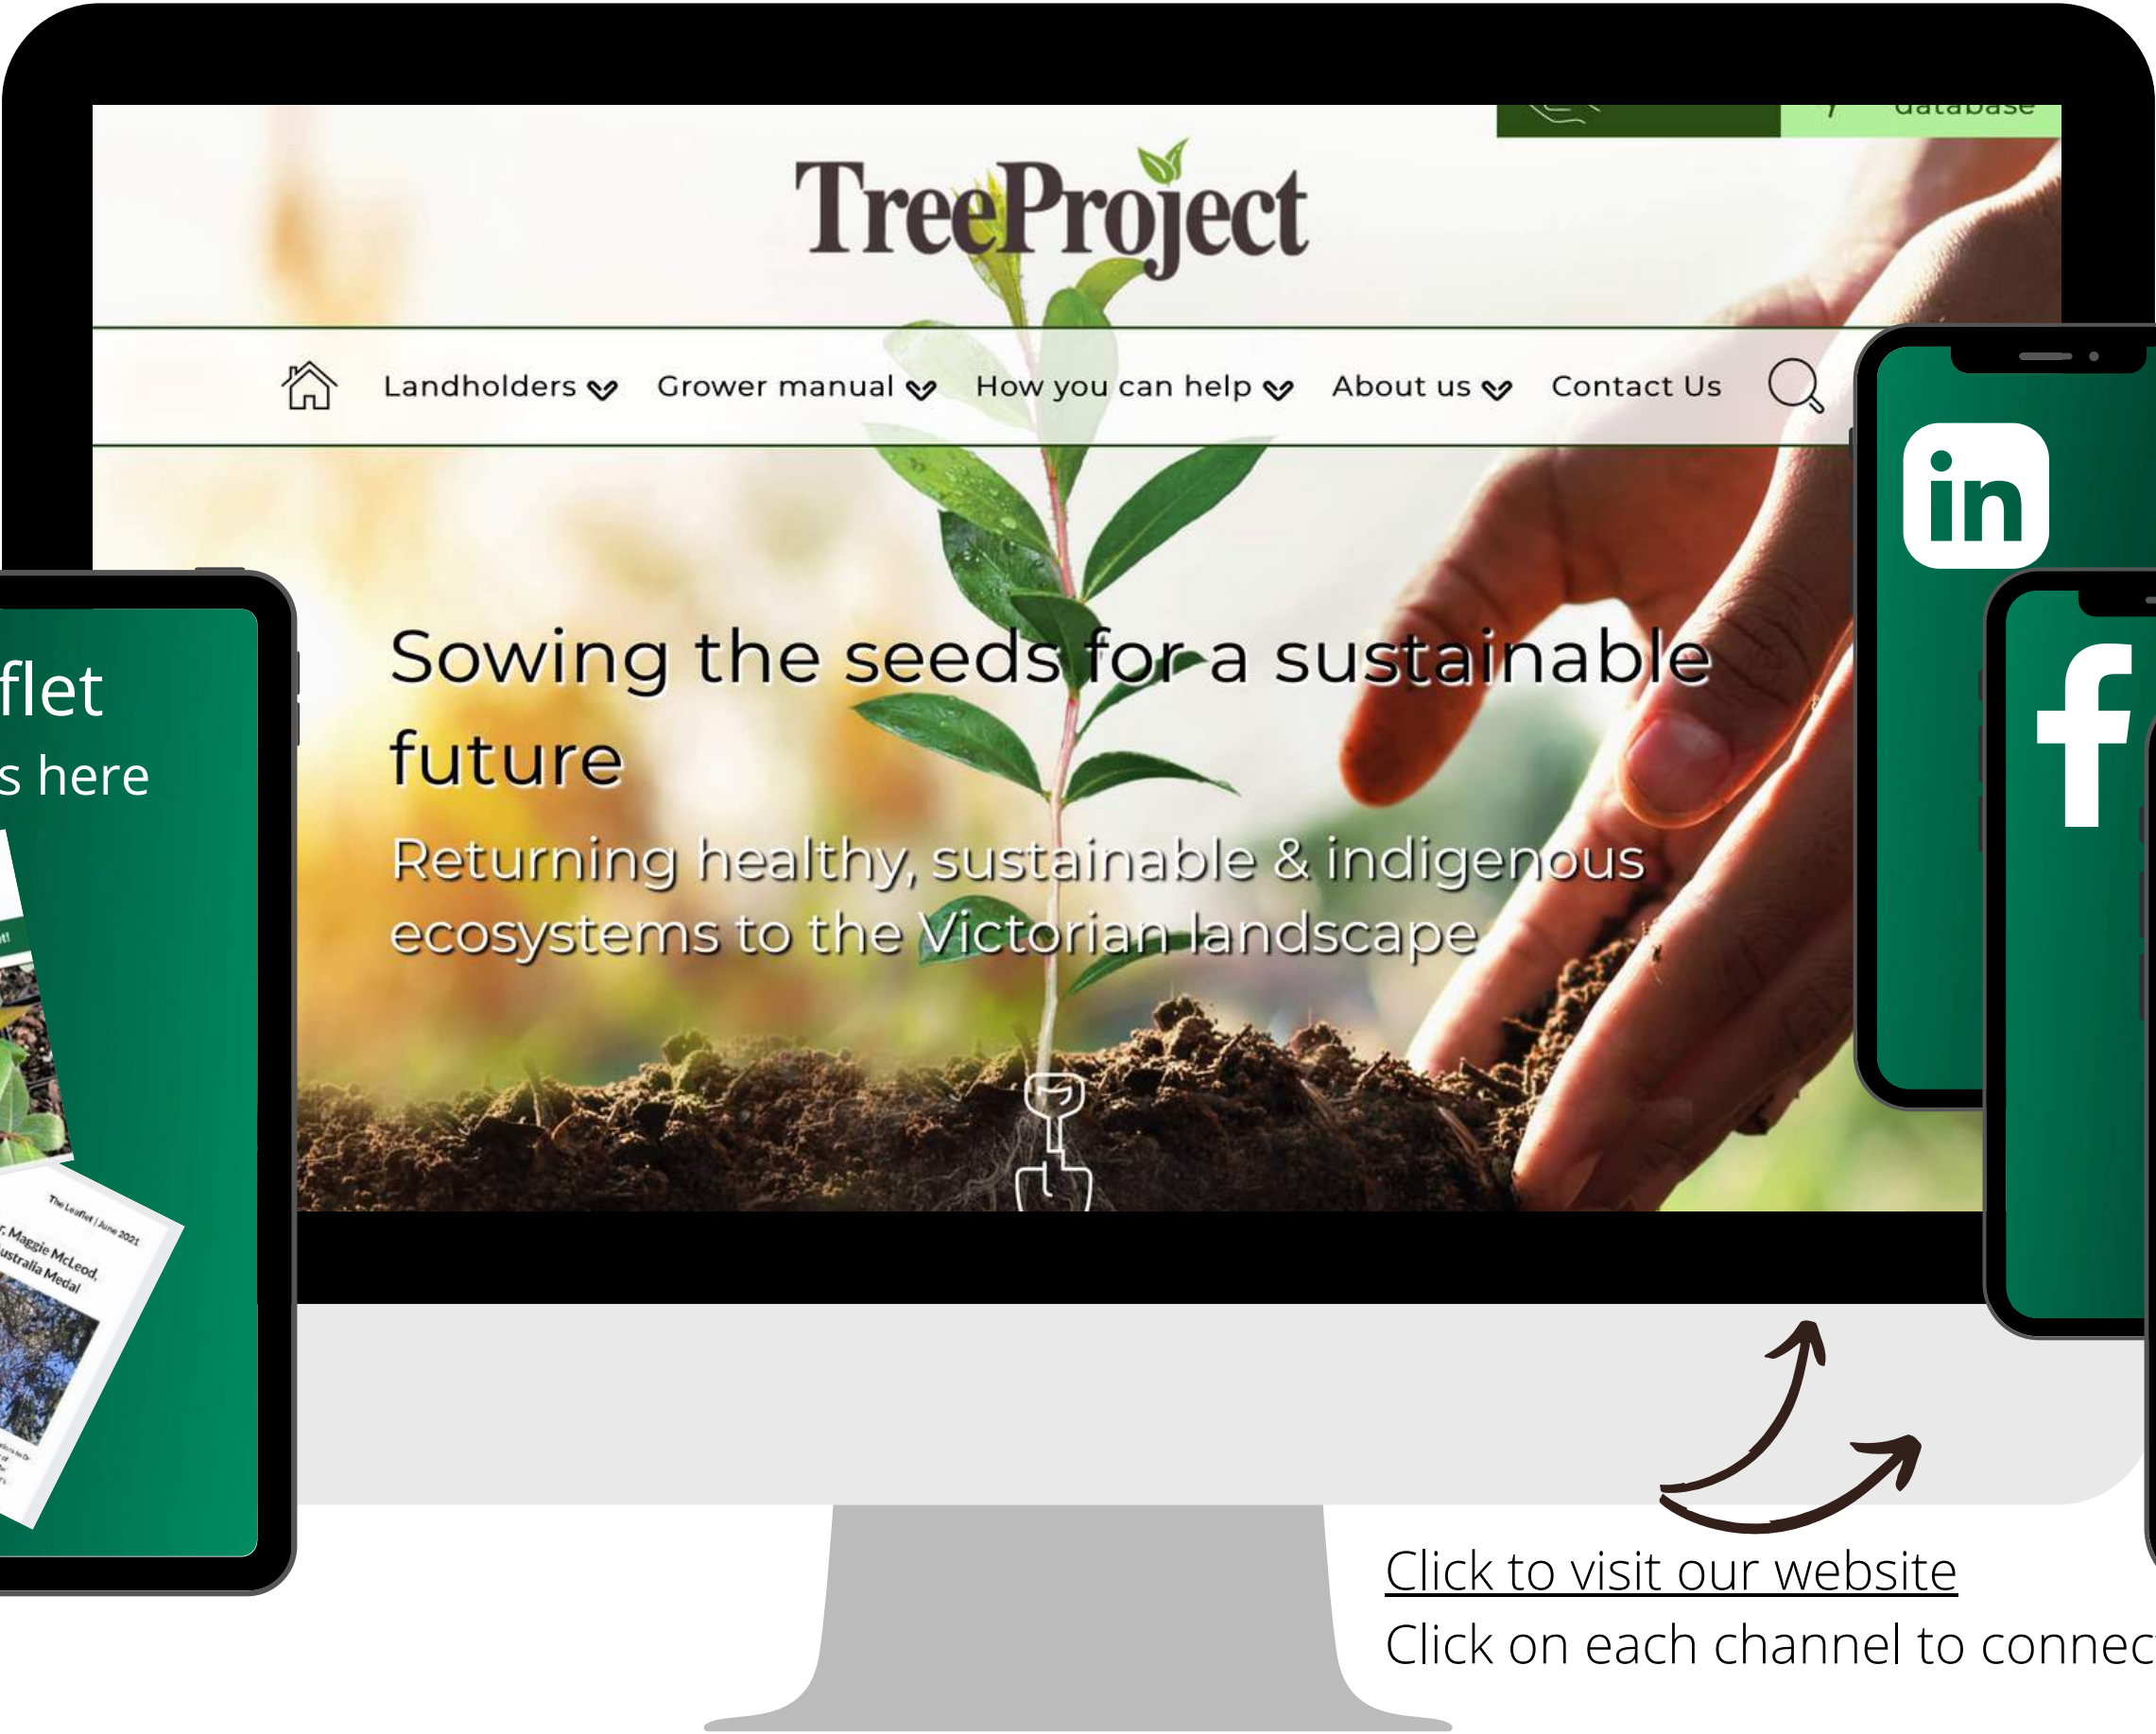 database
TreeProject
Landholders Grower manual How you can help About us Contact Us
in
f
Sowing the seeds for a sustainable
future
Returning healthy, sustainable & indigenous
ecosystems to the Victorian landscape
flet
s here
The Leaflet | June 2021
r, Maggie McLeod,
ustralia Medal
Click to visit our website
Click on each channel to connect